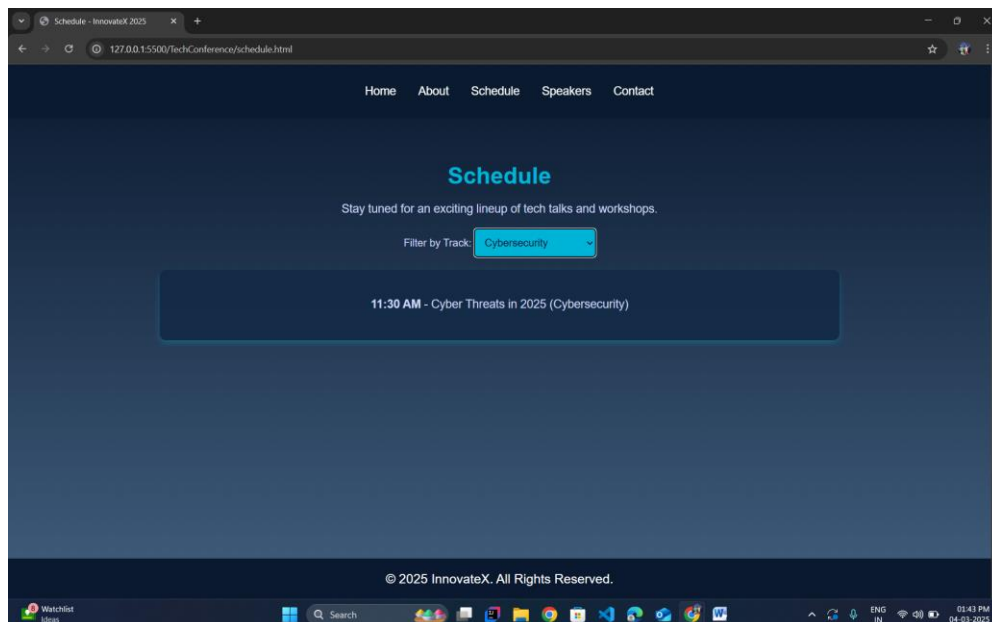 Schedule - InnovateX 2025
127.0.0.1:5500/TechConference/schedule.html
Home About Schedule Speakers Contact
Schedule
Stay tuned for an exciting lineup of tech talks and workshops.
Filter by Track: Cybersecurity
11:30 AM - Cyber Threats in 2025 (Cybersecurity)
© 2025 InnovateX. All Rights Reserved.
Watchlist
Ideas
Search
ENG
IN
01:43 PM
04-03-2025